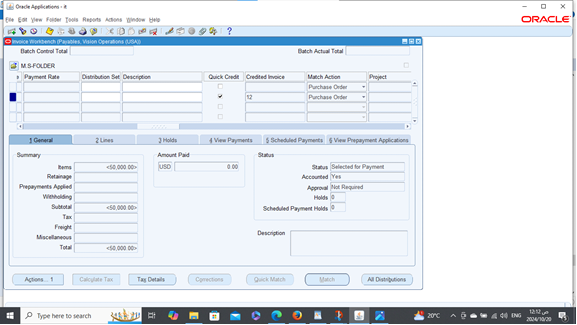 Oracle Applications - it
File Edit View Folder Tools Reports Actions Window Help
ORACLE
Invoice Workbench (Payables, Vision Operations (USA))
Batch Control Total
Batch Actual Total
M.S-FOLDER
Payment Rate Distribution Set Description Quick Credit Credited Invoice Match Action Project
Purchase Order
12 Purchase Order
1 General 2 Lines 3 Holds 4 View Payments 5 Scheduled Payments 6 View Prepayment Applications
Summary
Items <50,000.00>
Retainage
Prepayments Applied
Withholding
Subtotal <50,000.00>
Tax
Freight
Miscellaneous
Total <50,000.00>
Amount Paid
USD 0.00
Status
Status Selected for Payment
Accounted Yes
Approval Not Required
Holds 0
Scheduled Payment Holds 0
Description
Actions... 1 Calculate Tax Tax Details Corrections Quick Match Match All Distributions
Type here to search
20°C
12:12 ص
2024/10/20